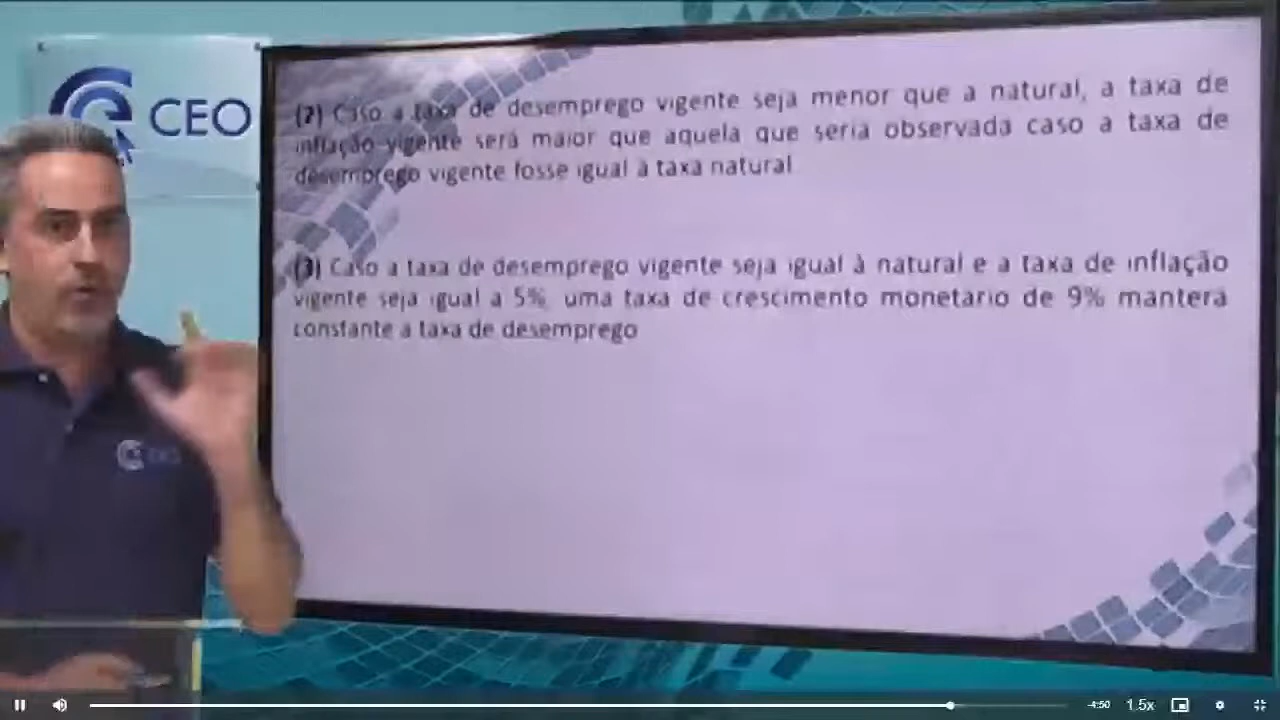 CEO
(2) Caso a taxa de desemprego vigente seja menor que a natural, a taxa de
inflação vigente será maior que aquela que seria observada caso a taxa de
desemprego vigente fosse igual à taxa natural
(3) Caso a taxa de desemprego vigente seja igual à natural e a taxa de inflação
vigente seja igual a 5%, uma taxa de crescimento monetário de 9% manterá
constante a taxa de desemprego
-4:50 1.5x